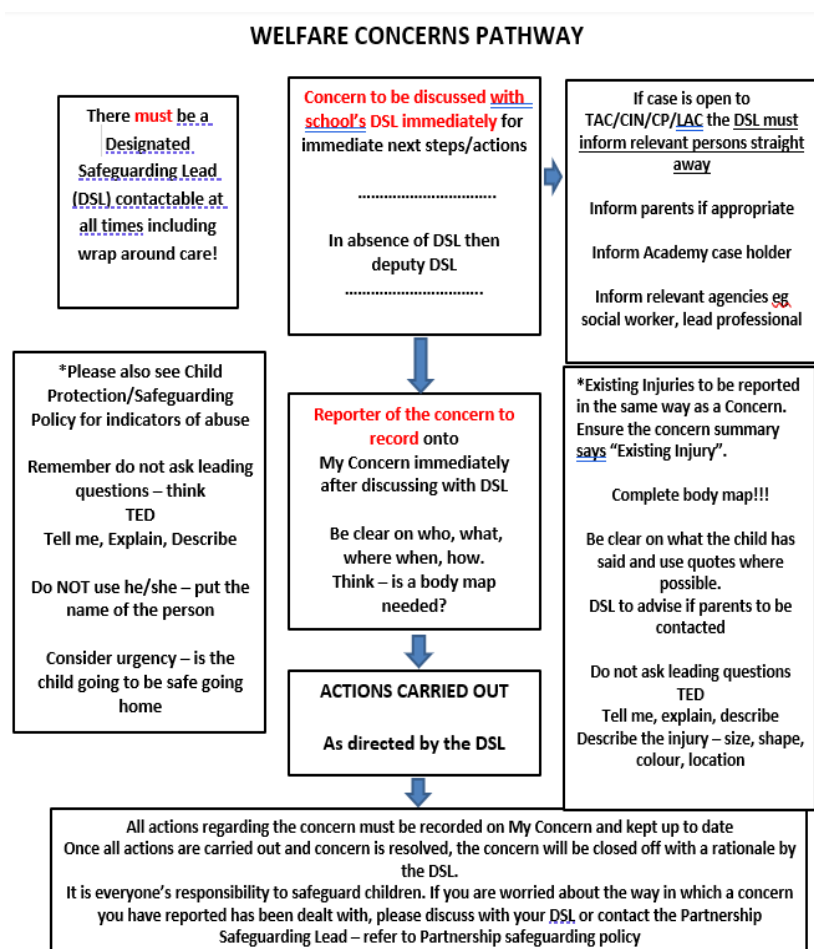 WELFARE CONCERNS PATHWAY
There must be a
Designated
Safeguarding Lead
(DSL) contactable at
all times including
wrap around care!
Concern to be discussed with
school's DSL immediately for
immediate next steps/actions
................................
In absence of DSL then
deputy DSL
................................
If case is open to
TAC/CIN/CP/LAC the DSL must
inform relevant persons straight
away
Inform parents if appropriate
Inform Academy case holder
Inform relevant agencies eg
social worker, lead professional
*Please also see Child
Protection/Safeguarding
Policy for indicators of abuse
Remember do not ask leading
questions – think
TED
Tell me, Explain, Describe
Do NOT use he/she – put the
name of the person
Consider urgency – is the
child going to be safe going
home
Reporter of the concern to
record onto
My Concern immediately
after discussing with DSL
Be clear on who, what,
where when, how.
Think – is a body map
needed?
*Existing Injuries to be reported
in the same way as a Concern.
Ensure the concern summary
says “Existing Injury”.
Complete body map!!!
Be clear on what the child has
said and use quotes where
possible.
DSL to advise if parents to be
contacted
Do not ask leading questions
TED
Tell me, explain, describe
Describe the injury – size, shape,
colour, location
ACTIONS CARRIED OUT
As directed by the DSL
All actions regarding the concern must be recorded on My Concern and kept up to date
Once all actions are carried out and concern is resolved, the concern will be closed off with a rationale by
the DSL.
It is everyone's responsibility to safeguard children. If you are worried about the way in which a concern
you have reported has been dealt with, please discuss with your DSL or contact the Partnership
Safeguarding Lead – refer to Partnership safeguarding policy